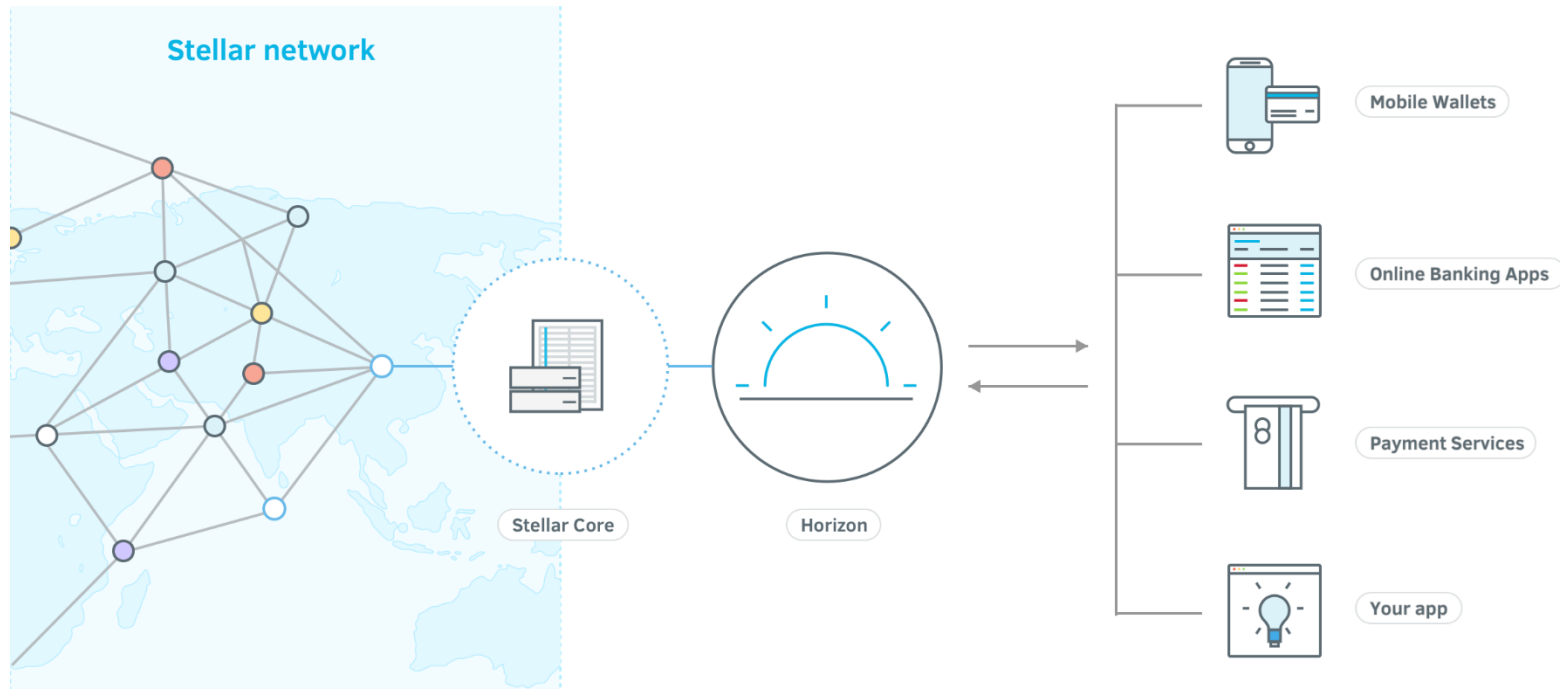 Stellar network
Mobile Wallets
Online Banking Apps
Payment Services
Stellar Core
Horizon
Your app